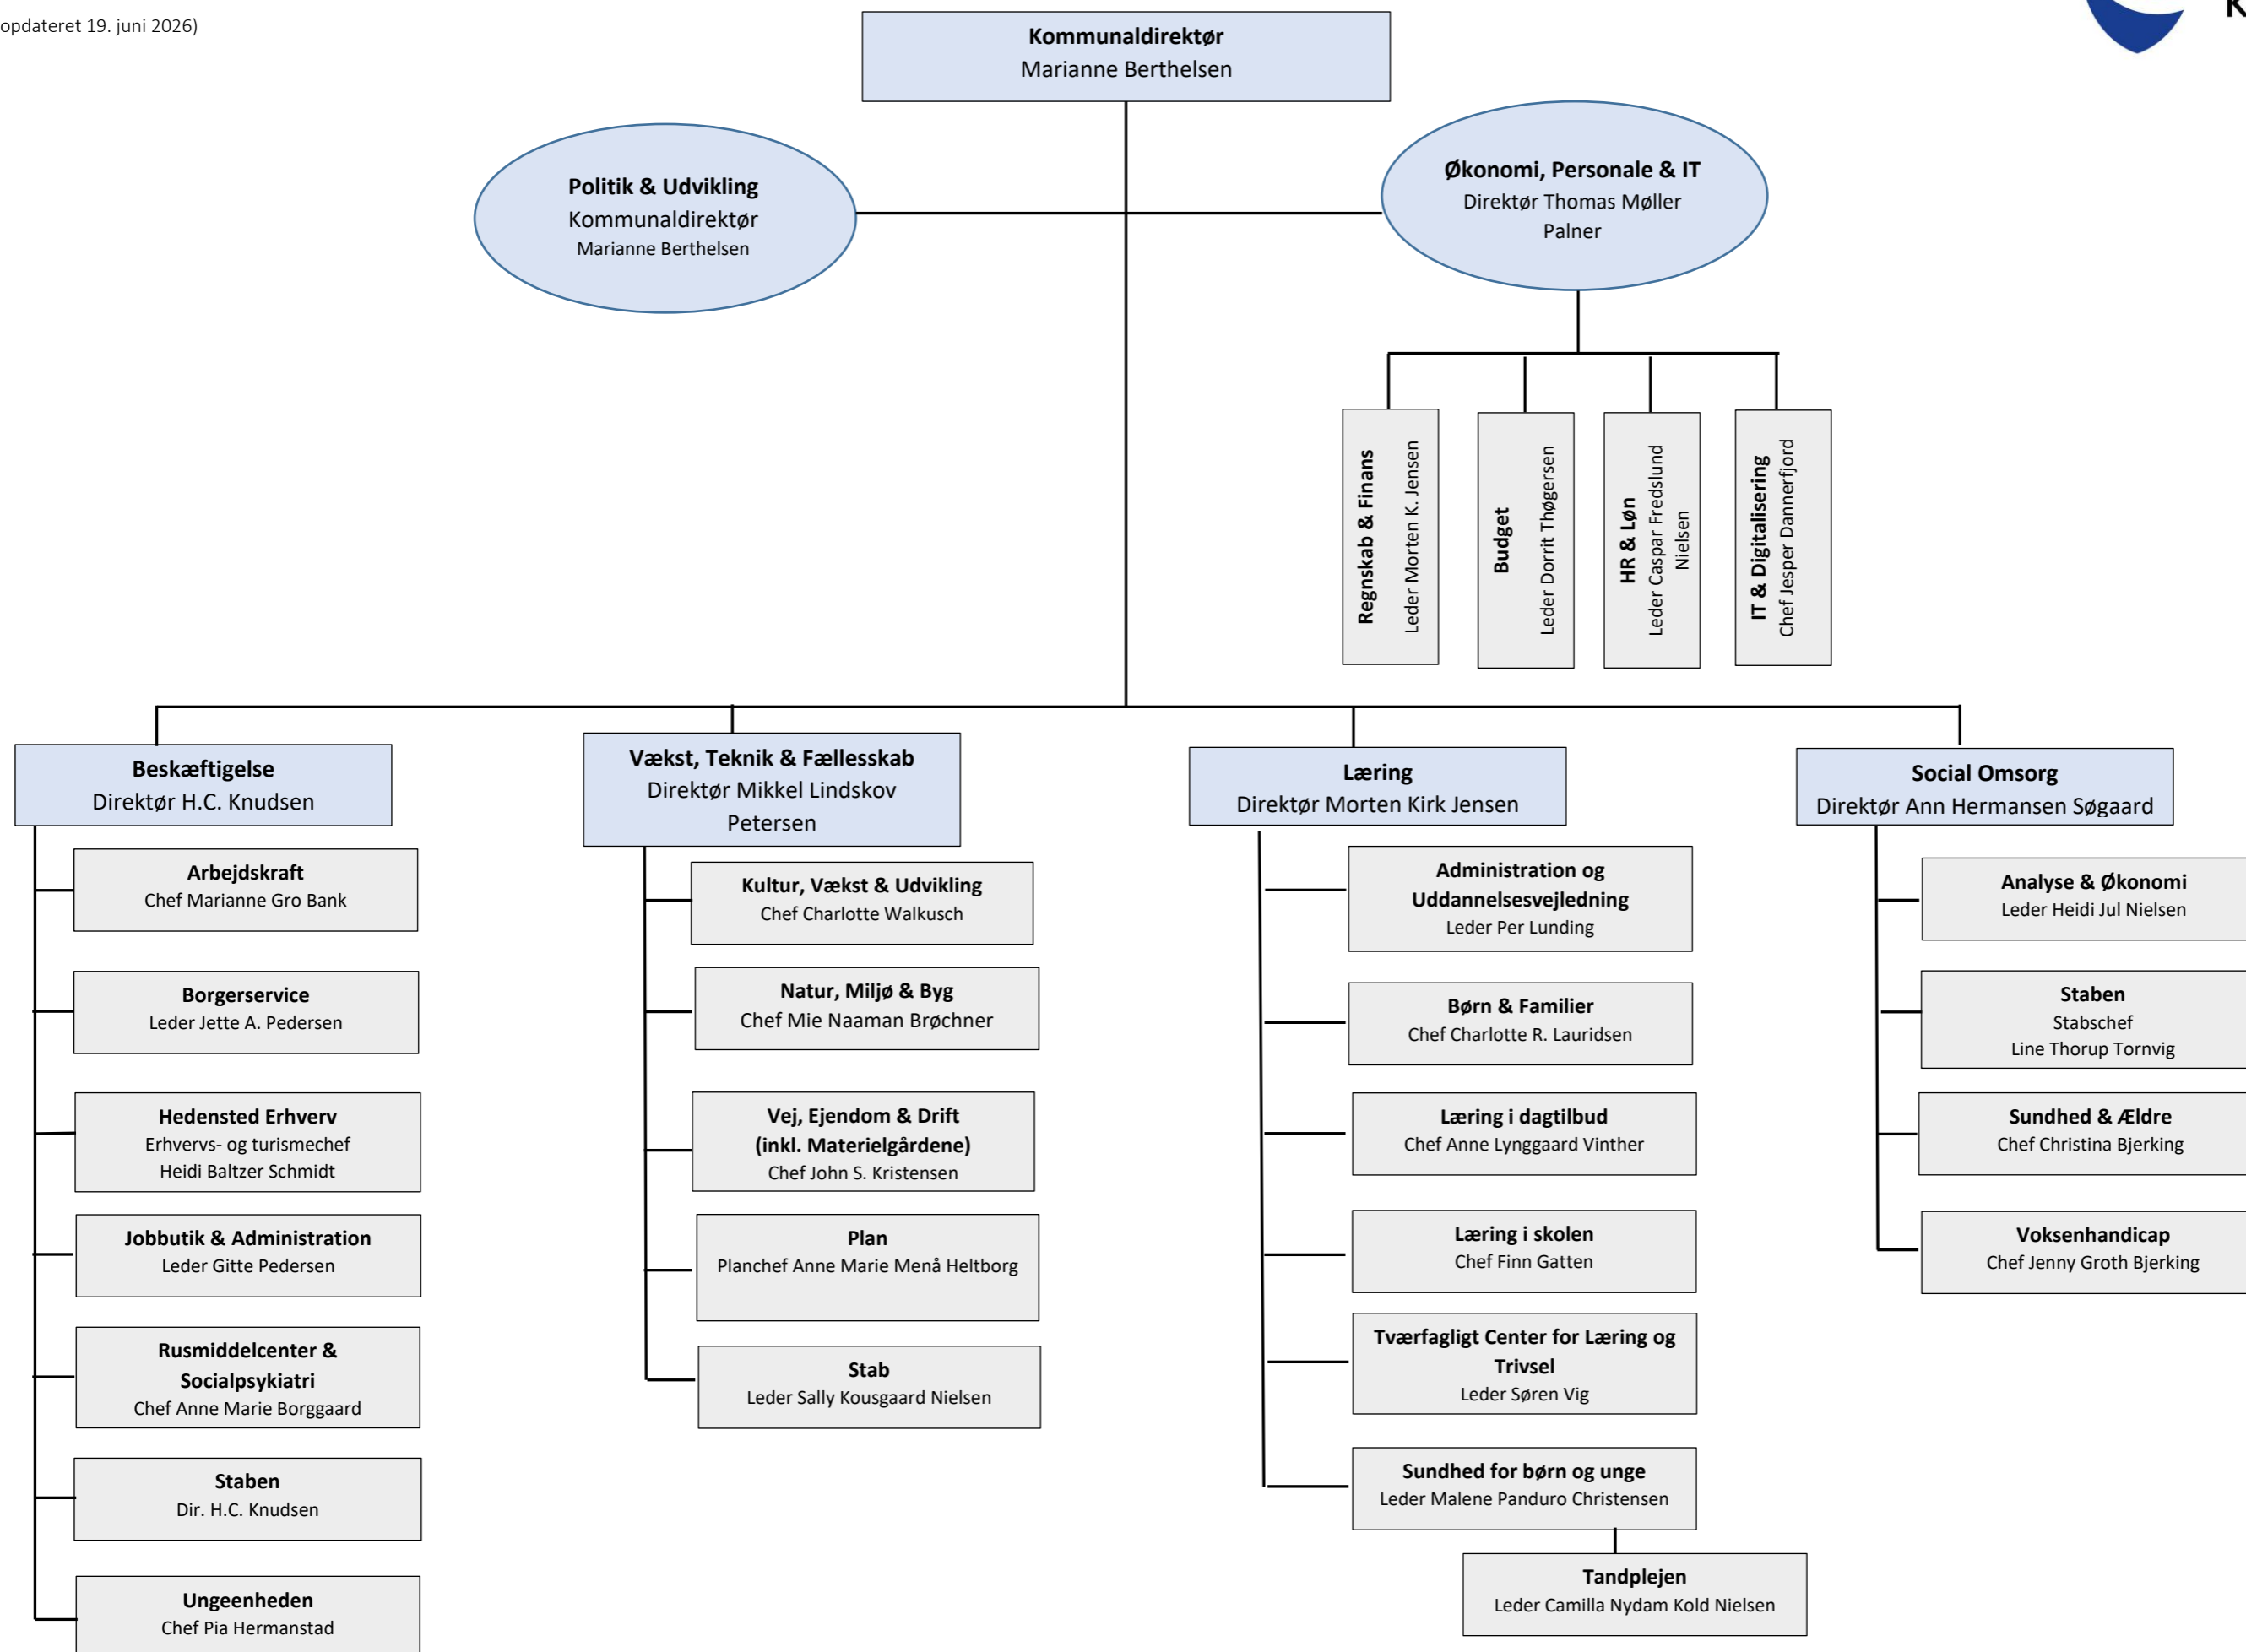 opdateret 19. juni 2026)
K
Kommunaldirektør
Marianne Berthelsen
Politik & Udvikling
Kommunaldirektør
Marianne Berthelsen
Økonomi, Personale & IT
Direktør Thomas Møller
Palner
Regnskab & Finans
Leder Morten K. Jensen
Budget
Leder Dorrit Thøgersen
HR & Løn
Leder Caspar Fredslund
Nielsen
IT & Digitalisering
Chef Jesper Dannerfjord
Beskæftigelse
Direktør H.C. Knudsen
Arbejdskraft
Chef Marianne Gro Bank
Borgerservice
Leder Jette A. Pedersen
Hedensted Erhverv
Erhvervs- og turismechef
Heidi Baltzer Schmidt
Jobbutik & Administration
Leder Gitte Pedersen
Rusmiddelcenter &
Socialpsykiatri
Chef Anne Marie Borggaard
Staben
Dir. H.C. Knudsen
Ungeenheden
Chef Pia Hermanstad
Vækst, Teknik & Fællesskab
Direktør Mikkel Lindskov
Petersen
Kultur, Vækst & Udvikling
Chef Charlotte Walkusch
Natur, Miljø & Byg
Chef Mie Naaman Brøchner
Vej, Ejendom & Drift
(inkl. Materielgårdene)
Chef John S. Kristensen
Plan
Planchef Anne Marie Menå Heltborg
Stab
Leder Sally Kousgaard Nielsen
Læring
Direktør Morten Kirk Jensen
Administration og
Uddannelsesvejledning
Leder Per Lunding
Børn & Familier
Chef Charlotte R. Lauridsen
Læring i dagtilbud
Chef Anne Lynggaard Vinther
Læring i skolen
Chef Finn Gatten
Tværfagligt Center for Læring og
Trivsel
Leder Søren Vig
Sundhed for børn og unge
Leder Malene Panduro Christensen
Tandplejen
Leder Camilla Nydam Kold Nielsen
Social Omsorg
Direktør Ann Hermansen Søgaard
Analyse & Økonomi
Leder Heidi Jul Nielsen
Staben
Stabschef
Line Thorup Tornvig
Sundhed & Ældre
Chef Christina Bjerking
Voksenhandicap
Chef Jenny Groth Bjerking